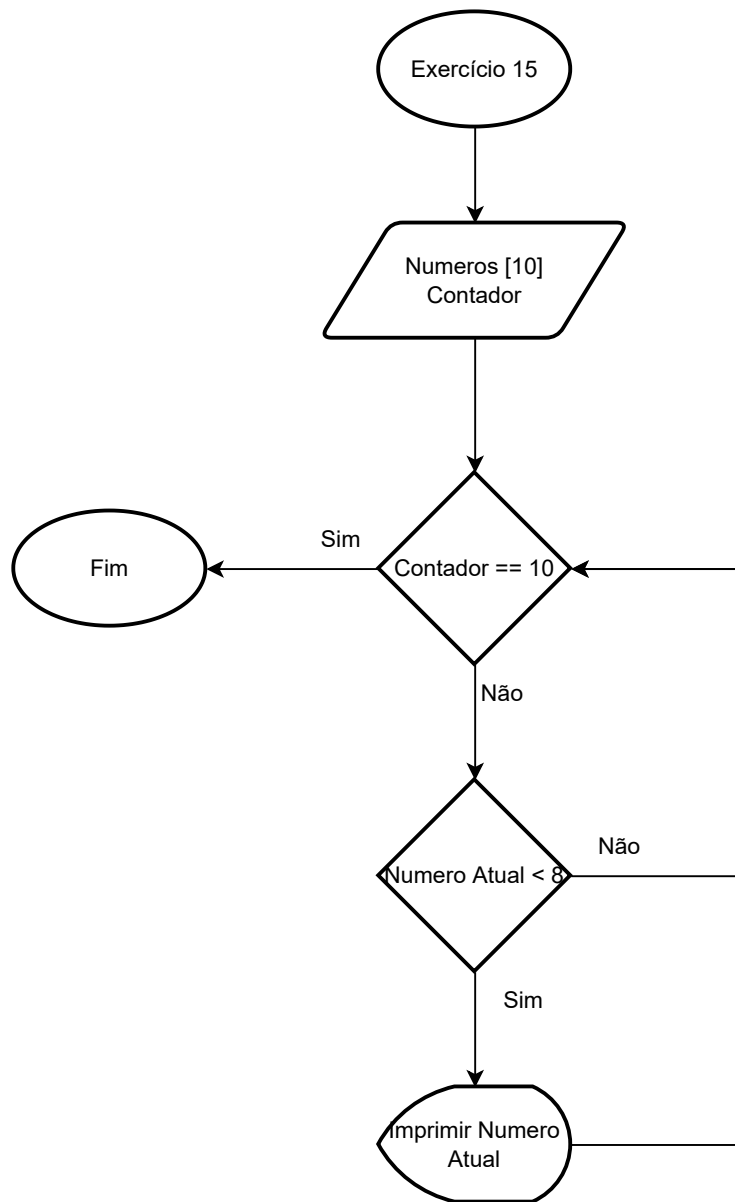 Exercício 15
Numeros [10]
Contador
Sim
Fim
Contador == 10
Não
Numero Atual < 8
Não
Sim
Imprimir Numero
Atual